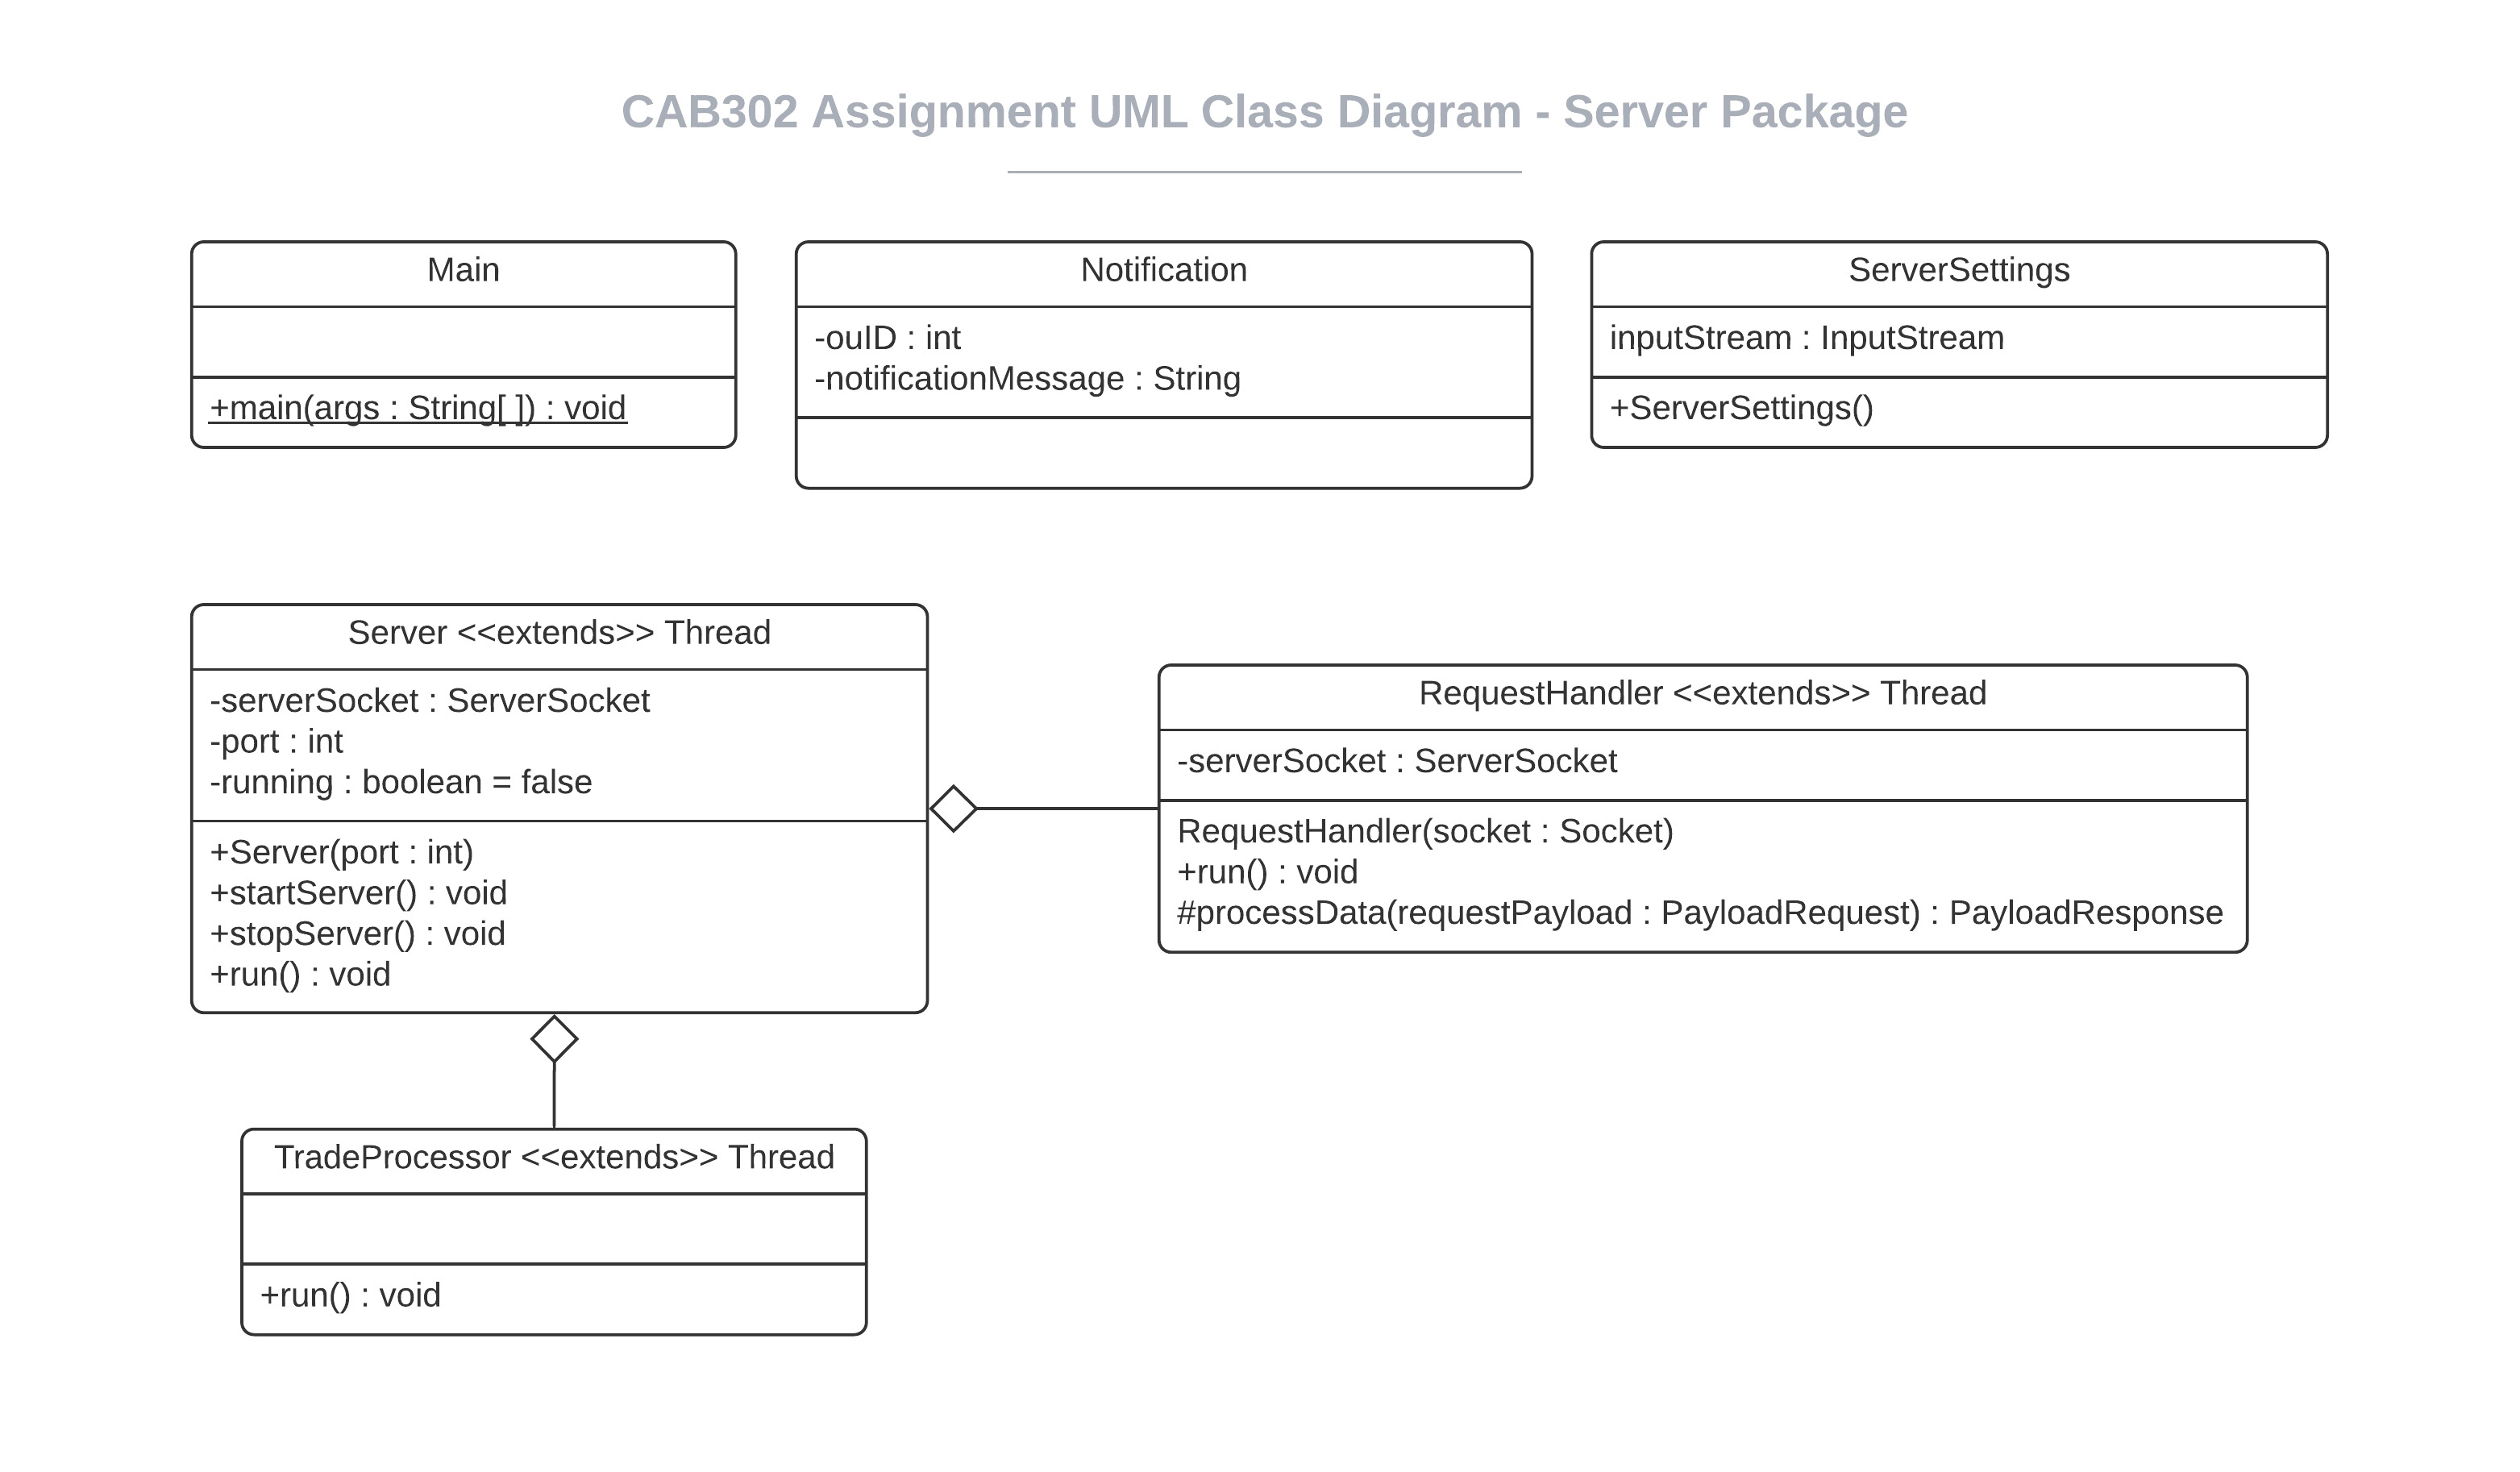 CAB302 Assignment UML Class Diagram - Server Package
Main
+main(args : String[ ]) : void
Notification
-ouID : int
-notificationMessage : String
ServerSettings
inputStream : InputStream
+ServerSettings()
Server <<extends>> Thread
-serverSocket : ServerSocket
-port : int
-running : boolean = false
+Server(port : int)
+startServer() : void
+stopServer() : void
+run() : void
RequestHandler <<extends>> Thread
-serverSocket : ServerSocket
RequestHandler(socket : Socket)
+run() : void
#processData(requestPayload : PayloadRequest) : PayloadResponse
TradeProcessor <<extends>> Thread
+run() : void